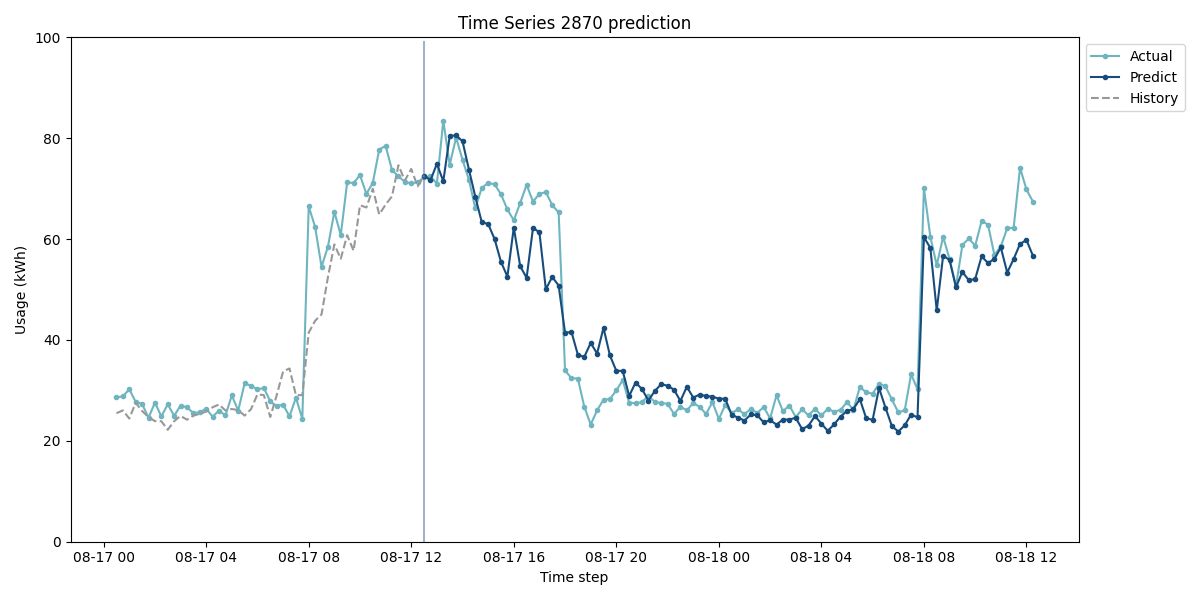 Time Series 2870 prediction
100
80
60
40
20
0
Usage (kWh)
08-17 00
08-17 04
08-17 08
08-17 12
08-17 16
08-17 20
08-18 00
08-18 04
08-18 08
08-18 12
Time step
Actual
Predict
History